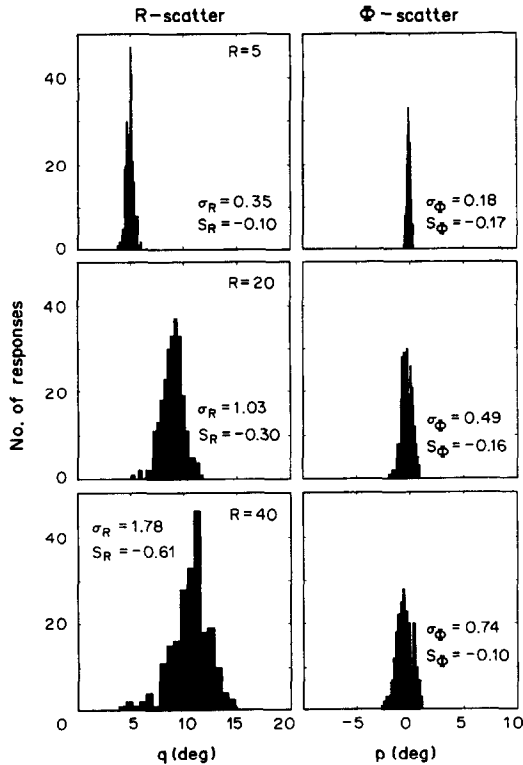 R-scatter
Φ-scatter
No. of responses
R=5
40
20
0
σR=0.35
SR=-0.10
σΦ=0.18
SΦ=-0.17
R=20
40
20
0
σR=1.03
SR=-0.30
σΦ=0.49
SΦ=-0.16
R=40
σR=1.78
SR=-0.61
40
20
0
σΦ=0.74
SΦ=-0.10
5 10 15 20
-5 0 5 10
q (deg)
p (deg)